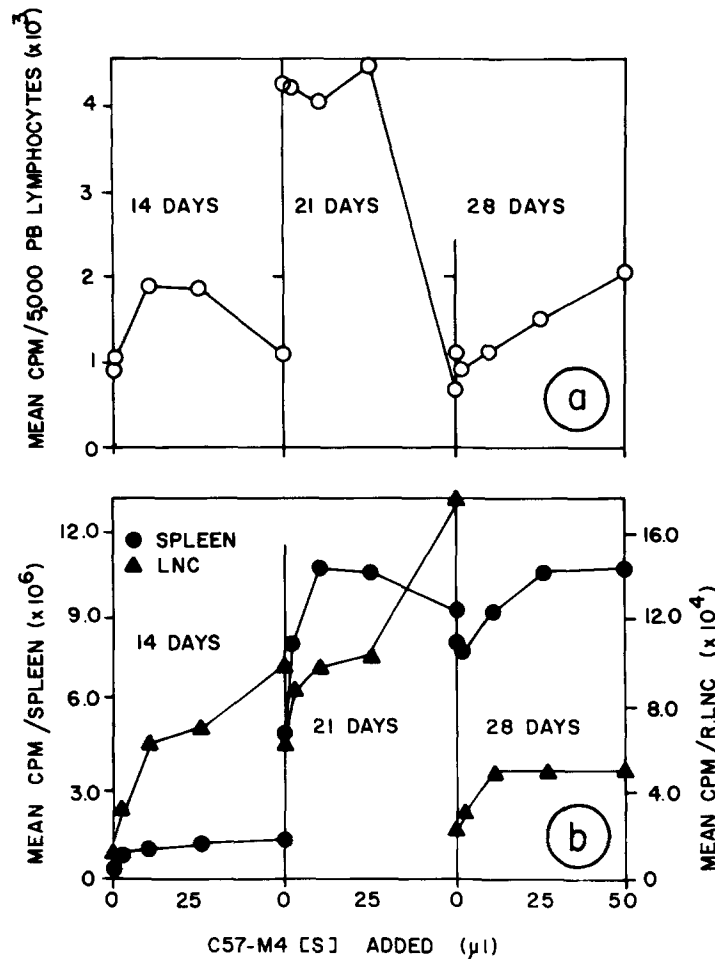 MEAN CPM/5,000 PB LYMPHOCYTES (x10³)
4
3
2
1
0
14 DAYS
21 DAYS
28 DAYS
a
MEAN CPM/SPLEEN (x10⁶)
12.0
9.0
6.0
3.0
0
● SPLEEN
▲ LNC
14 DAYS
21 DAYS
28 DAYS
b
16.0
12.0
8.0
4.0
0
MEAN CPM/R.LNC (x10⁴)
0 25 0 25 0 25 50
C57-M4 [S] ADDED (µl)